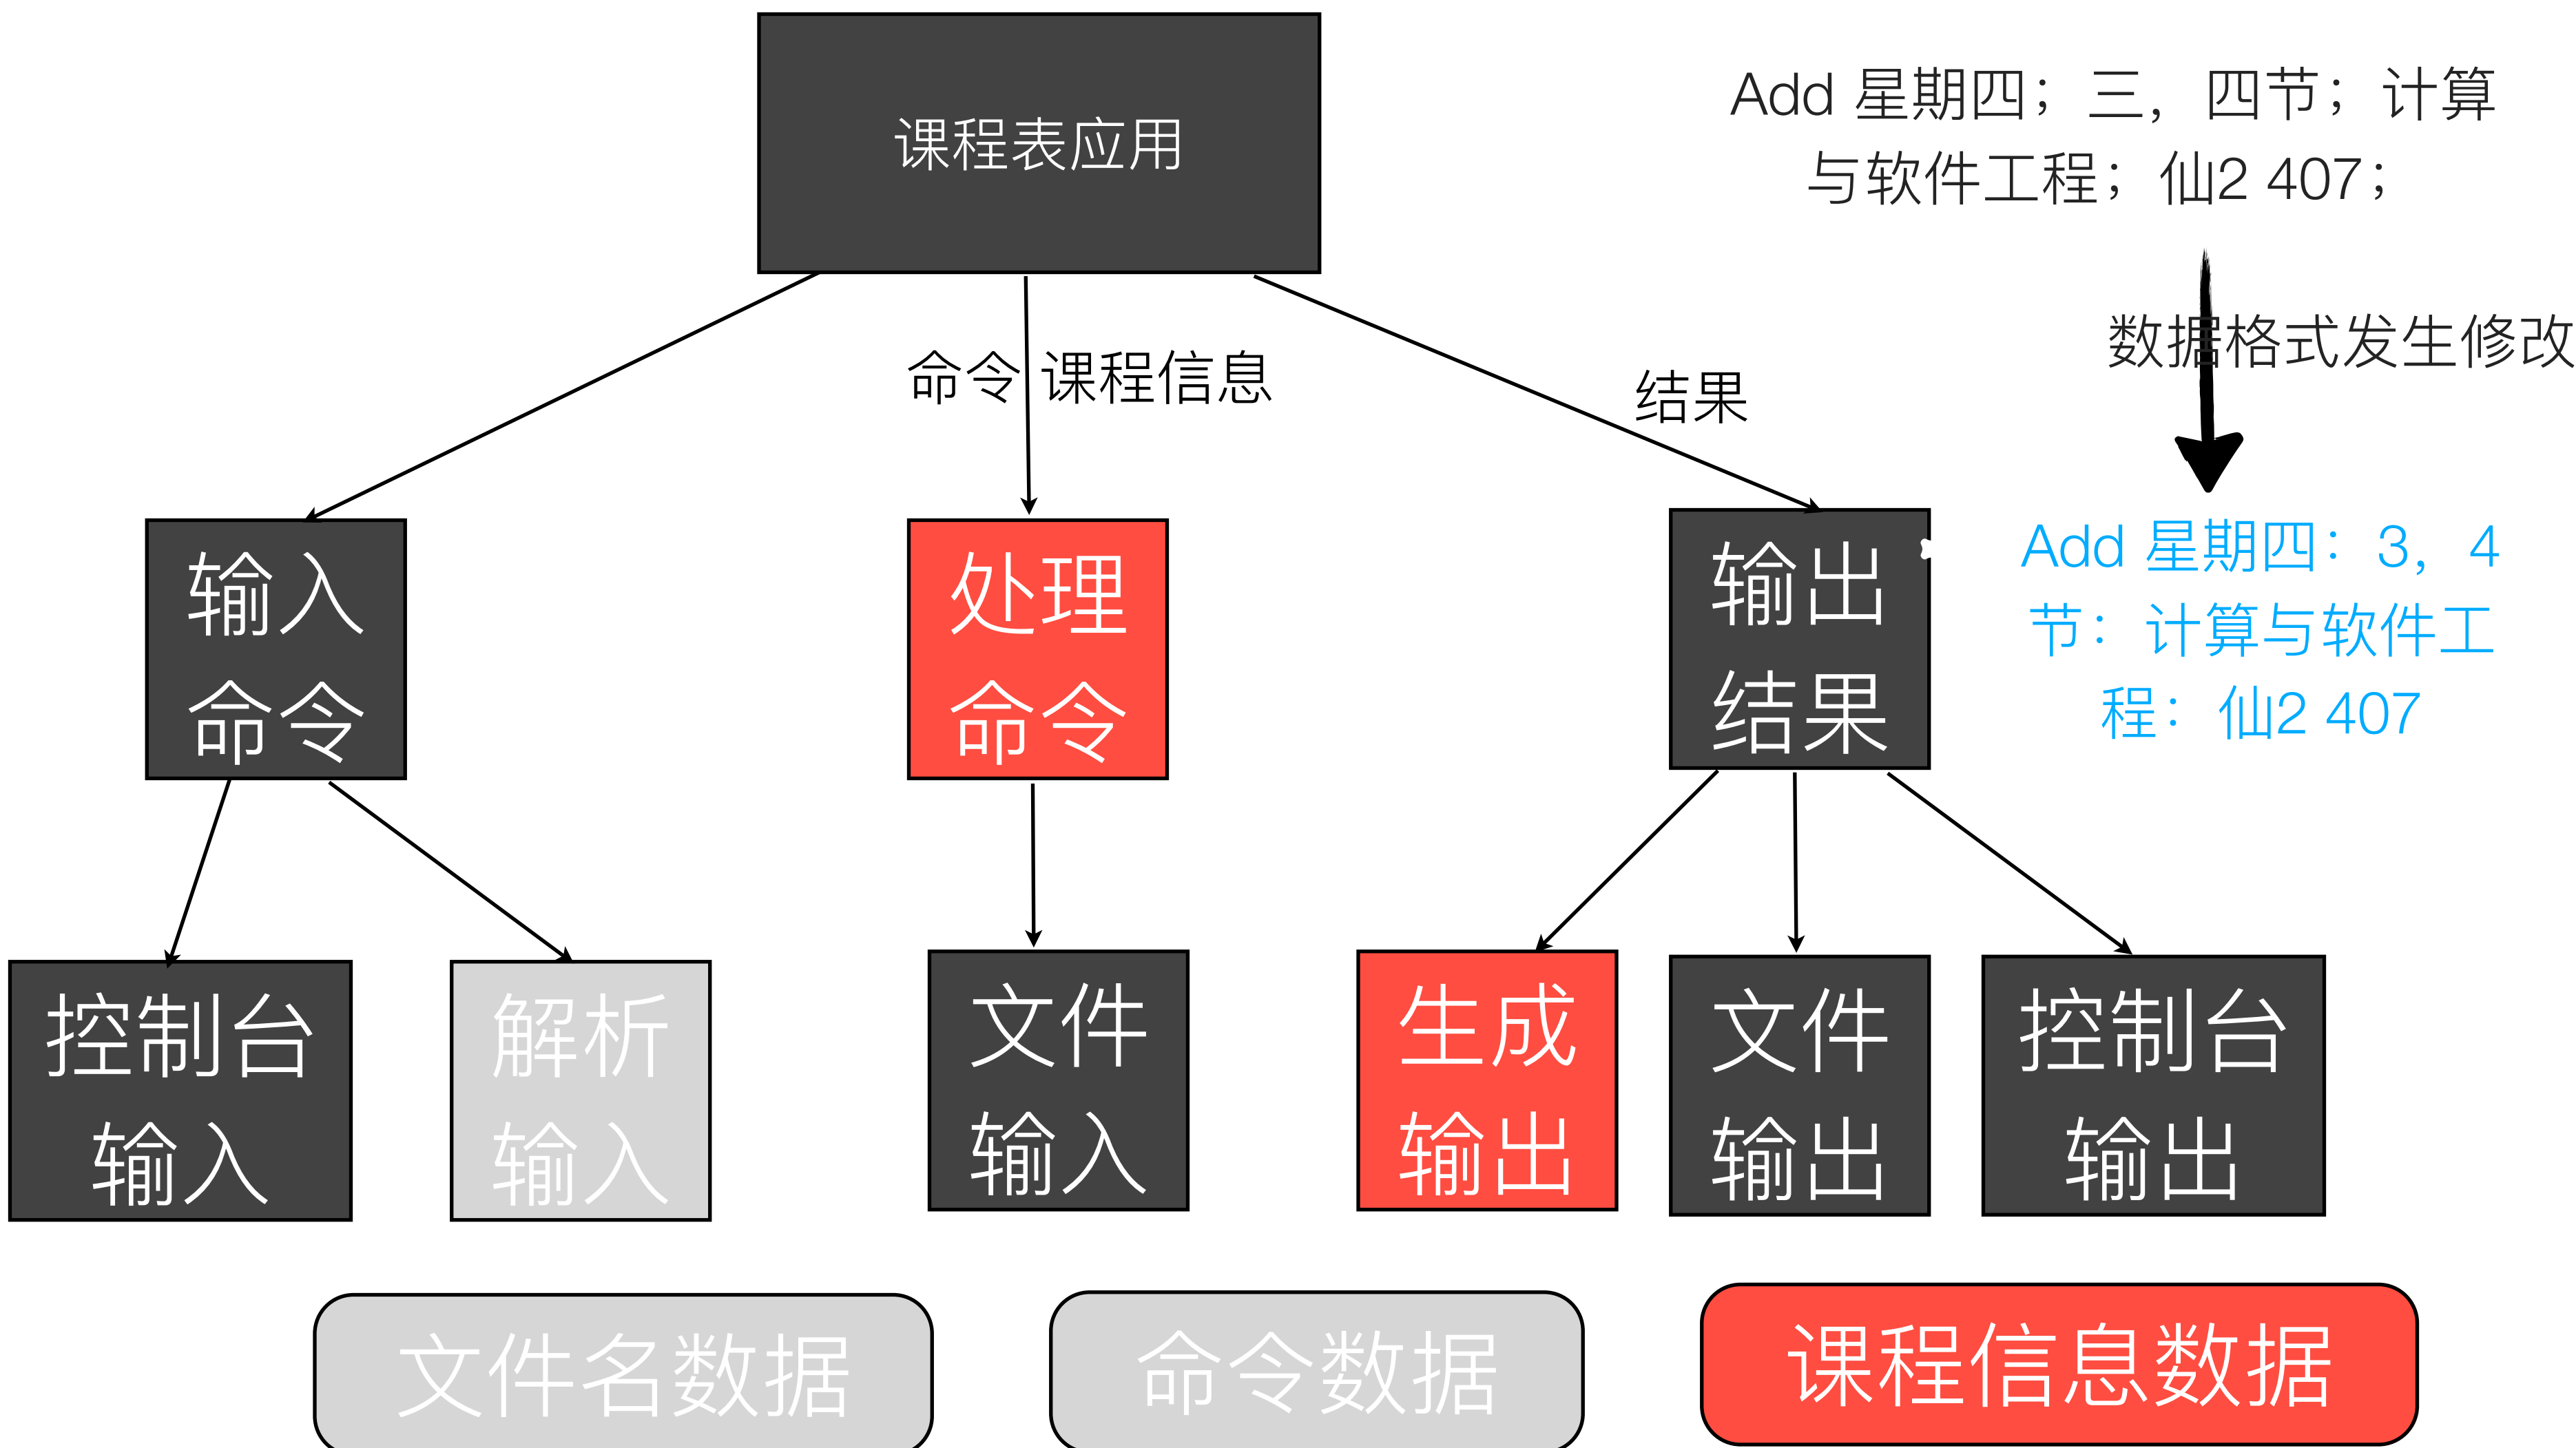 课程表应用
Add 星期四；三，四节；计算
与软件工程；仙2 407；
数据格式发生修改
命令 课程信息
结果
输入
命令
处理
命令
输出
结果
Add 星期四：3，4
节：计算与软件工
程：仙2 407
控制台
输入
解析
输入
文件
输入
生成
输出
文件
输出
控制台
输出
文件名数据
命令数据
课程信息数据